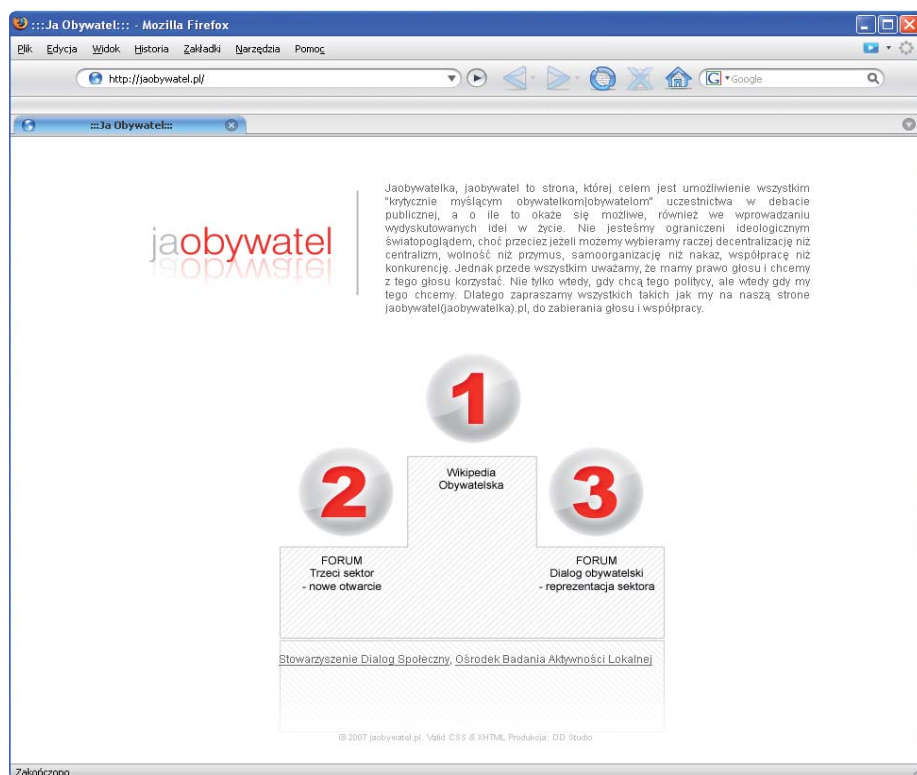 :::Ja Obywatel::: - Mozilla Firefox
Plik Edycja Widok Historia Zakładki Narzędzia Pomoc
http://jaobywatel.pl/
G Google
:::Ja Obywatel:::
jaobywatel
Jaobywatelka, jaobywatel to strona, której celem jest umożliwienie wszystkim
"krytycznie myślącym obywatelkom|obywatelom" uczestnictwa w debacie
publicznej, a o ile to okaże się możliwe, również we wprowadzaniu
wydyskutowanych idei w życie. Nie jesteśmy ograniczeni ideologicznym
światopoglądem, choć przeciez jeżeli możemy wybieramy raczej decentralizację niż
centralizm, wolność niż przymus, samoorganizację niż nakaz, współpracę niż
konkurencję. Jednak przede wszystkim uważamy, że mamy prawo głosu i chcemy
z tego głosu korzystać. Nie tylko wtedy, gdy chcą tego politycy, ale wtedy gdy my
tego chcemy. Dlatego zapraszamy wszystkich takich jak my na naszą strone
jaobywatel(jaobywatelka).pl, do zabierania głosu i współpracy.
1
Wikipedia
Obywatelska
2
FORUM
Trzeci sektor
- nowe otwarcie
3
FORUM
Dialog obywatelski
- reprezentacja sektora
Stowarzyszenie Dialog Społeczny, Ośrodek Badania Aktywności Lokalnej
© 2007 jaobywatel.pl. Valid CSS & XHTML Produkcja: DD Studio
Zakończono